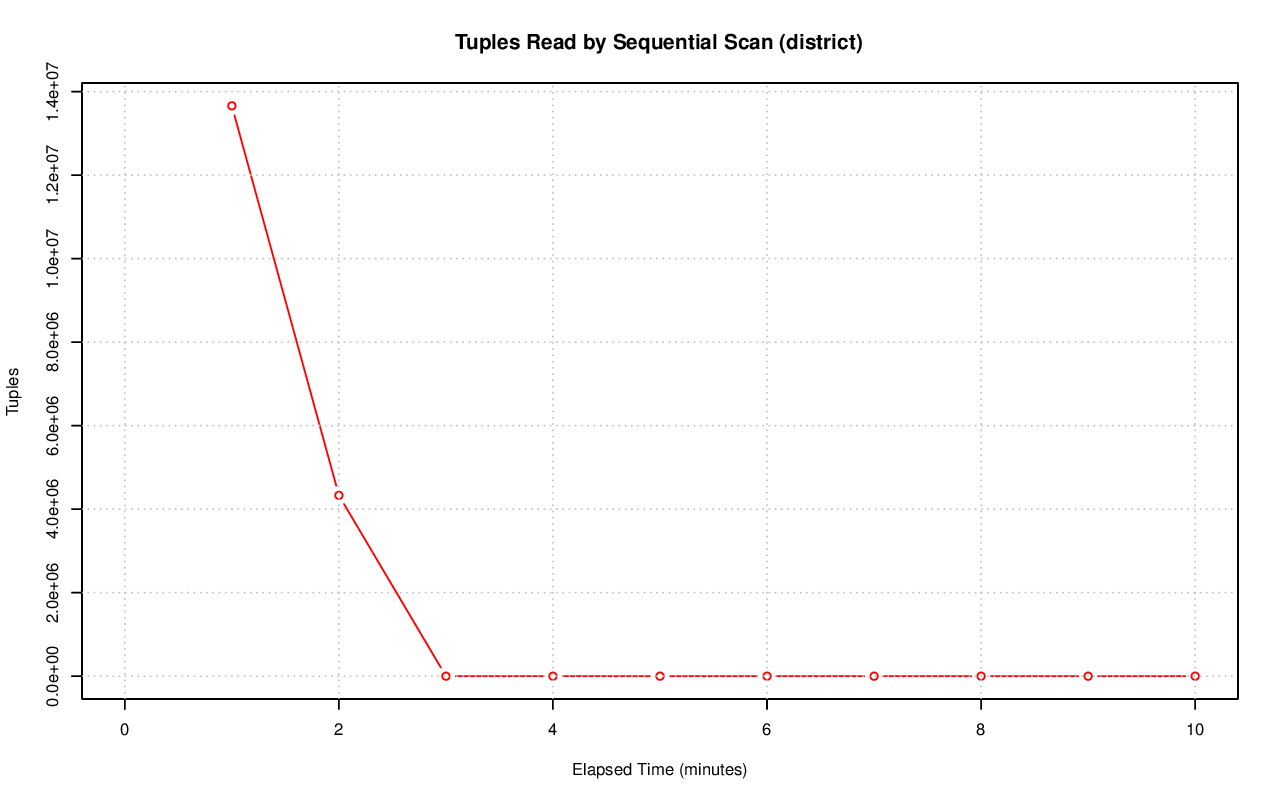 Tuples Read by Sequential Scan (district)
Tuples
1.4e+07
1.2e+07
1.0e+07
8.0e+06
6.0e+06
4.0e+06
2.0e+06
0.0e+00
0 2 4 6 8 10
Elapsed Time (minutes)